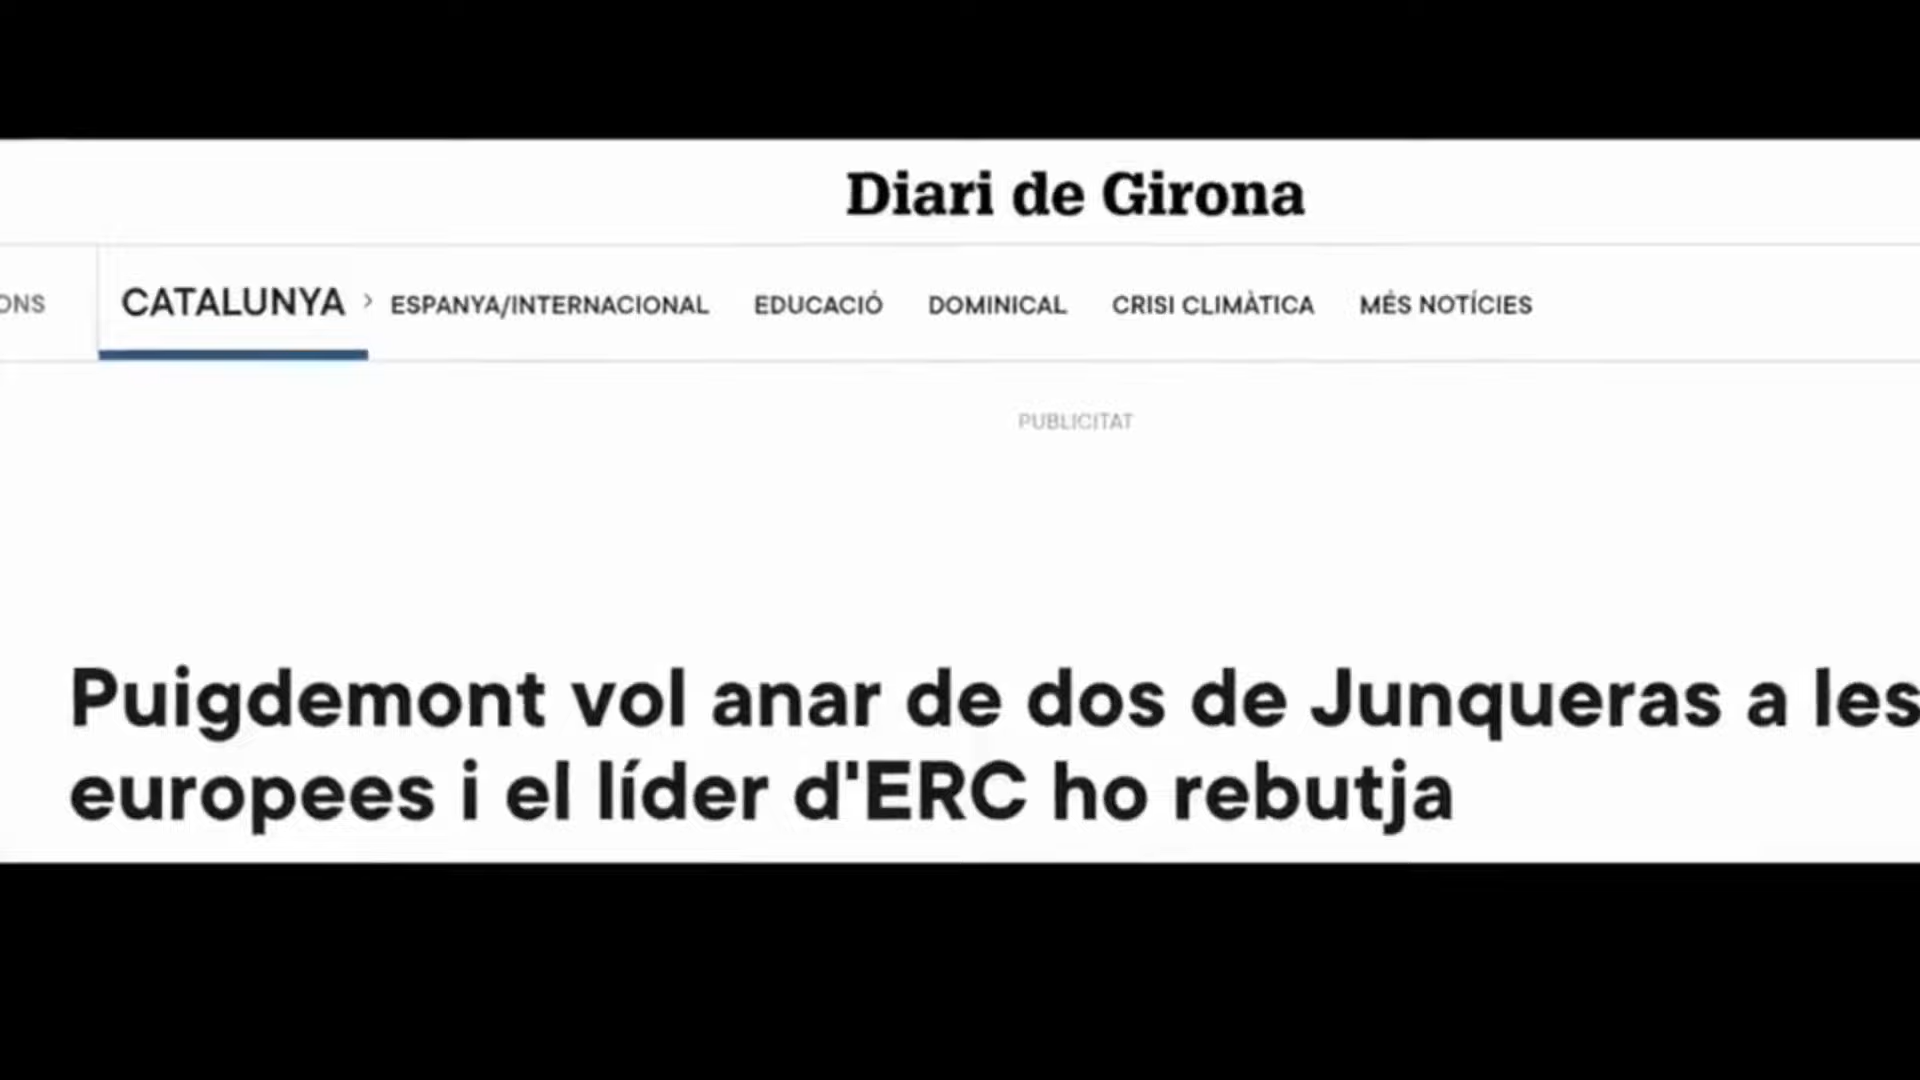 Diari de Girona
CATALUNYA › ESPANYA/INTERNACIONAL EDUCACIÓ DOMINICAL CRISI CLIMÀTICA MÉS NOTÍCIES
PUBLICITAT
Puigdemont vol anar de dos de Junqueras a les
europees i el líder d'ERC ho rebutja